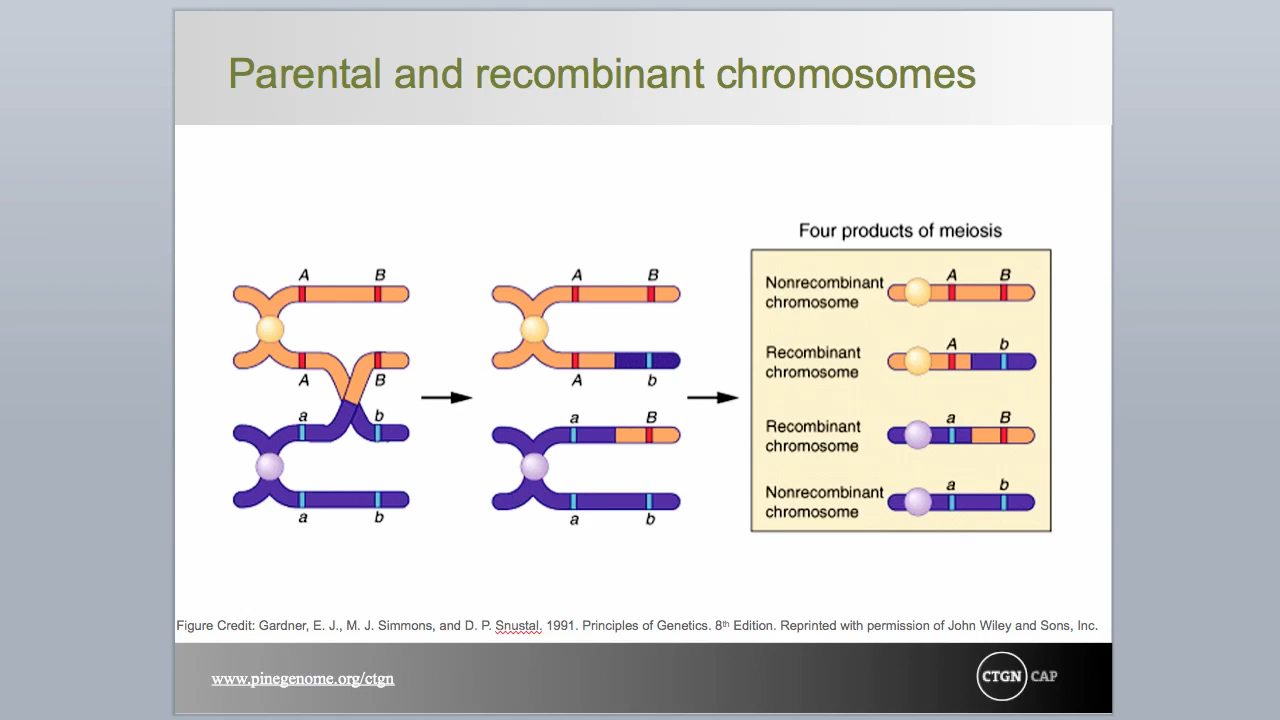 Parental and recombinant chromosomes
Four products of meiosis
A B
A B
a b
a b
A B
A b
a B
a b
Nonrecombinant
chromosome
A B
Recombinant
chromosome
A b
Recombinant
chromosome
a B
Nonrecombinant
chromosome
a b
Figure Credit: Gardner, E. J., M. J. Simmons, and D. P. Snustal. 1991. Principles of Genetics. 8th Edition. Reprinted with permission of John Wiley and Sons, Inc.
www.pinegenome.org/ctgn
CTGN CAP